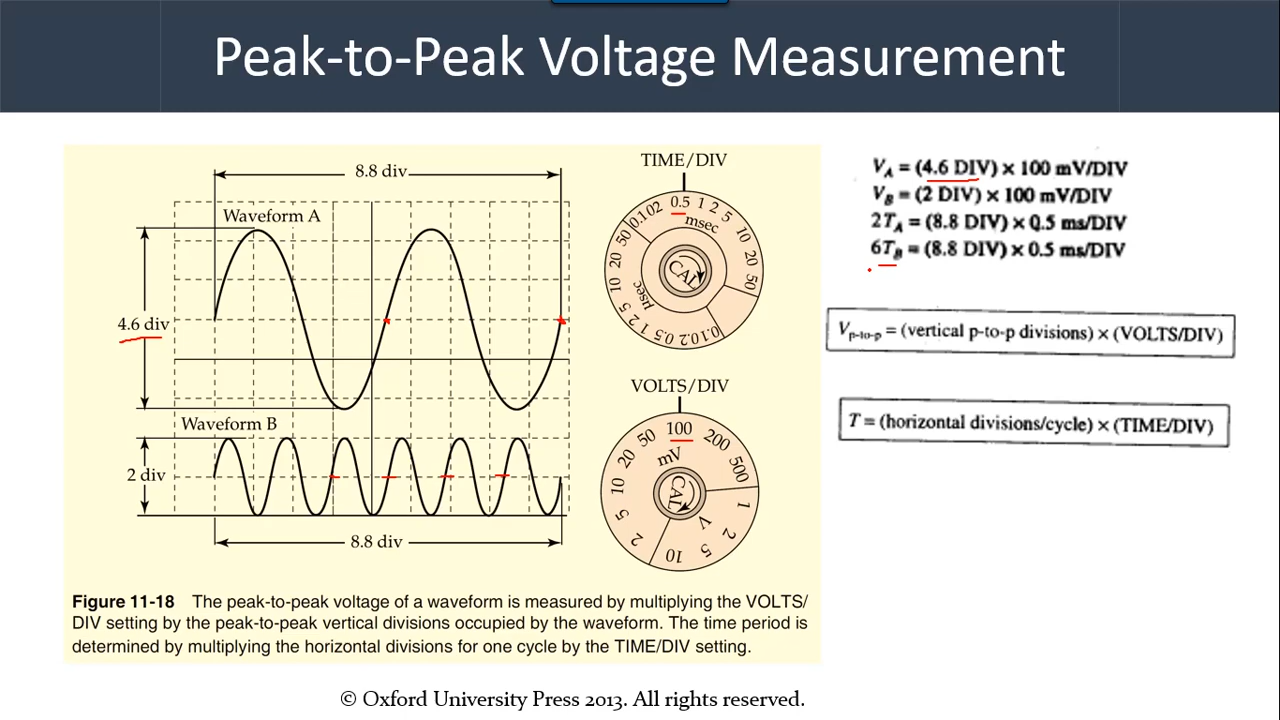 Peak-to-Peak Voltage Measurement
8.8 div
Waveform A
4.6 div
Waveform B
2 div
8.8 div
TIME/DIV
0.1 0.2 0.5 1 2 5 10 20 50
msec
0.1 0.2 0.5 1 2 5 10 20 50
µsec
CAL
VOLTS/DIV
2 5 10 20 50 100 200 500
mV
1 2 5 10
V
CAL
V_A = (4.6 DIV) × 100 mV/DIV
V_B = (2 DIV) × 100 mV/DIV
2T_A = (8.8 DIV) × 0.5 ms/DIV
6T_B = (8.8 DIV) × 0.5 ms/DIV
V_p-to-p = (vertical p-to-p divisions) × (VOLTS/DIV)
T = (horizontal divisions/cycle) × (TIME/DIV)
Figure 11-18 The peak-to-peak voltage of a waveform is measured by multiplying the VOLTS/
DIV setting by the peak-to-peak vertical divisions occupied by the waveform. The time period is
determined by multiplying the horizontal divisions for one cycle by the TIME/DIV setting.
© Oxford University Press 2013. All rights reserved.